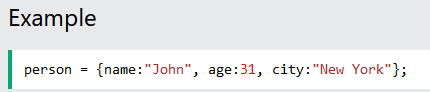 Example
person = {name:"John", age:31, city:"New York"};